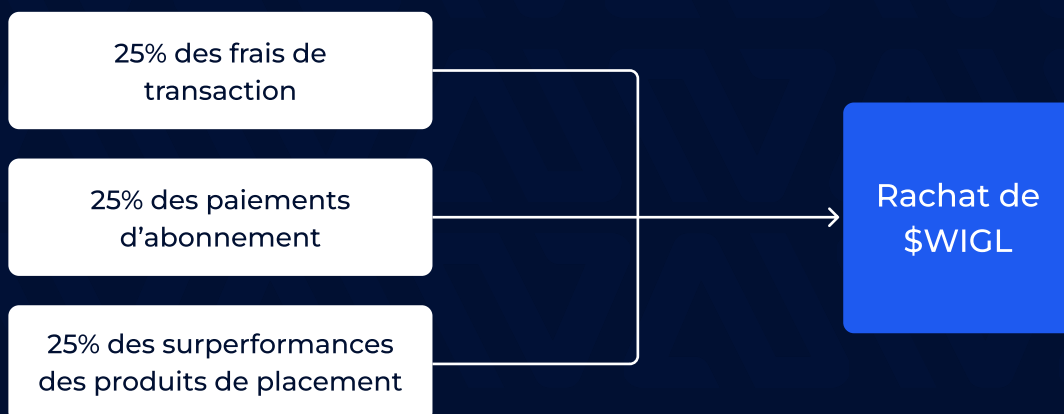 25% des frais de
transaction
25% des paiements
d’abonnement
25% des surperformances
des produits de placement
Rachat de
$WIGL